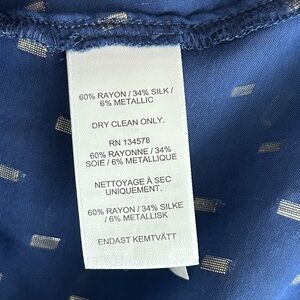 60% RAYON / 34% SILK /
6% METALLIC
DRY CLEAN ONLY.
RN 134578
60% RAYONNE / 34%
SOIE / 6% METALLIQUE
NETTOYAGE À SEC
UNIQUEMENT.
60% RAYON / 34% SILKE
/ 6% METALLISK
ENDAST KEMTVÄTT